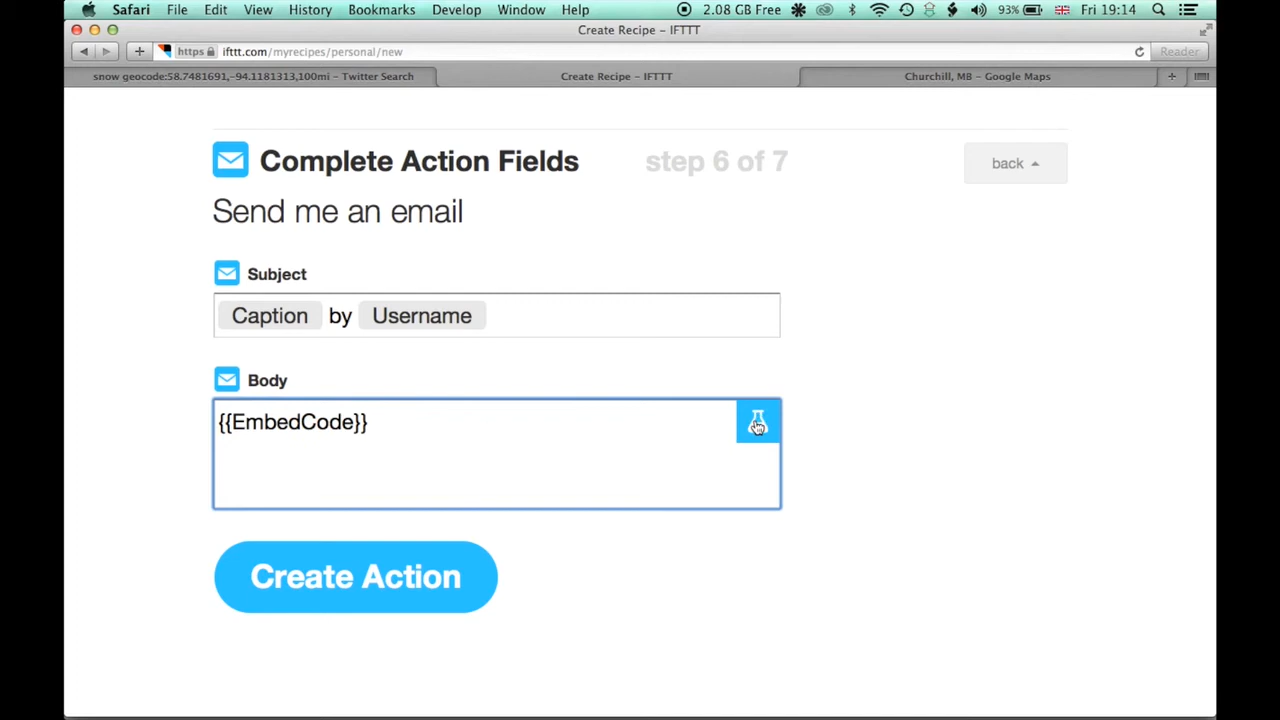 Safari File Edit View History Bookmarks Develop Window Help 2.08 GB Free 93% Fri 19:14
Create Recipe – IFTTT
https ifttt.com/myrecipes/personal/new Reader
snow geocode:58.7481691,–94.1181313,100mi – Twitter Search Create Recipe – IFTTT Churchill, MB – Google Maps
Complete Action Fields step 6 of 7 back
Send me an email
Subject
Caption by Username
Body
{{EmbedCode}}
Create Action